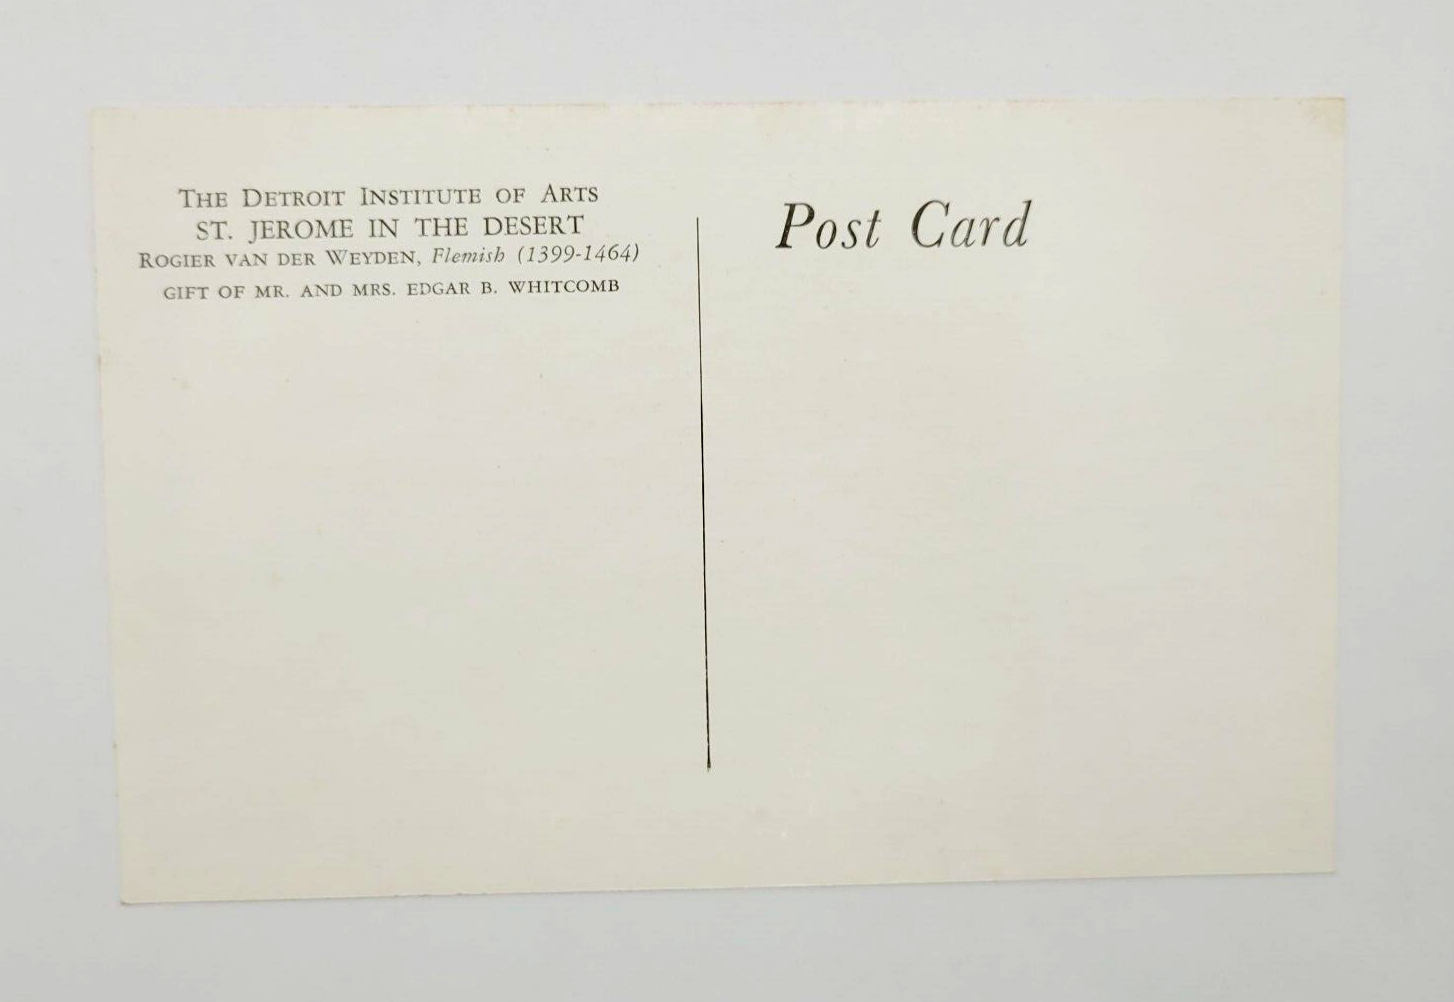 The Detroit Institute of Arts
ST. JEROME IN THE DESERT
Rogier van der Weyden, Flemish (1399-1464)
GIFT OF MR. AND MRS. EDGAR B. WHITCOMB
Post Card